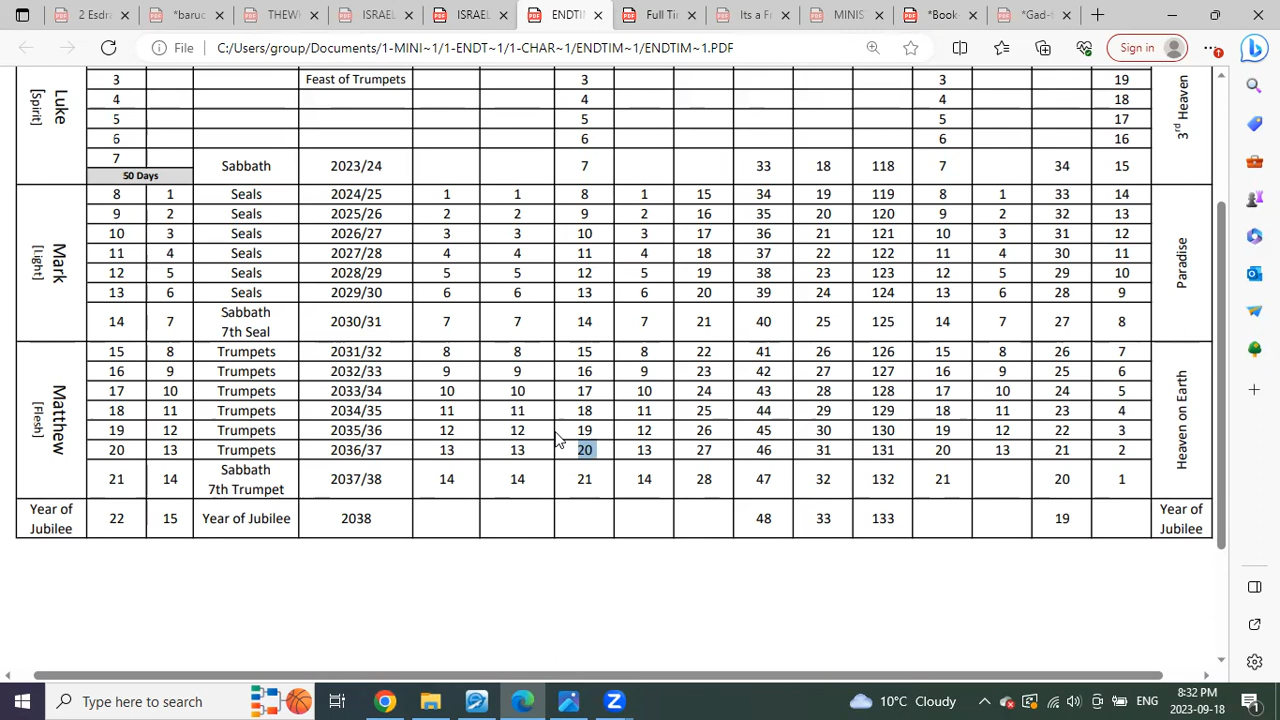 2 Esdra
*baruc
THEW
ISRAEL
ISRAEL
ENDTIN
Full Tin
Its a Fr
MINIS
*Book-
*Gad-t
File C:/Users/group/Documents/1-MINI~1/1-ENDT~1/1-CHAR~1/ENDTIM~1/ENDTIM~1.PDF Sign in
Luke
[Spirit]
3 Feast of Trumpets 3 3 19
4 4 4 18
5 5 5 17
6 6 6 16
7 Sabbath 2023/24 7 33 18 118 7 34 15
50 Days
3rd Heaven
Mark
[Light]
8 1 Seals 2024/25 1 1 8 1 15 34 19 119 8 1 33 14
9 2 Seals 2025/26 2 2 9 2 16 35 20 120 9 2 32 13
10 3 Seals 2026/27 3 3 10 3 17 36 21 121 10 3 31 12
11 4 Seals 2027/28 4 4 11 4 18 37 22 122 11 4 30 11
12 5 Seals 2028/29 5 5 12 5 19 38 23 123 12 5 29 10
13 6 Seals 2029/30 6 6 13 6 20 39 24 124 13 6 28 9
14 7 Sabbath 2030/31 7 7 14 7 21 40 25 125 14 7 27 8
7th Seal
Paradise
Matthew
[Flesh]
15 8 Trumpets 2031/32 8 8 15 8 22 41 26 126 15 8 26 7
16 9 Trumpets 2032/33 9 9 16 9 23 42 27 127 16 9 25 6
17 10 Trumpets 2033/34 10 10 17 10 24 43 28 128 17 10 24 5
18 11 Trumpets 2034/35 11 11 18 11 25 44 29 129 18 11 23 4
19 12 Trumpets 2035/36 12 12 19 12 26 45 30 130 19 12 22 3
20 13 Trumpets 2036/37 13 13 20 13 27 46 31 131 20 13 21 2
21 14 Sabbath 2037/38 14 14 21 14 28 47 32 132 21 20 1
7th Trumpet
Heaven on Earth
Year of
Jubilee
22 15 Year of Jubilee 2038 48 33 133 19
Year of
Jubilee
Type here to search
10°C Cloudy
ENG
8:32 PM
2023-09-18
1